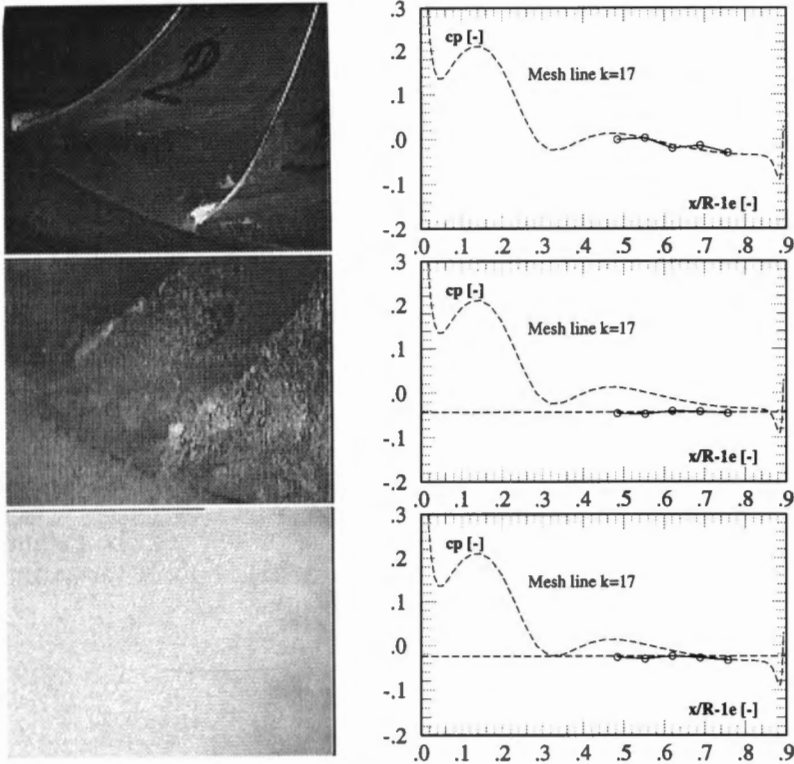 .3
cp [-]
.2
Mesh line k=17
.1
.0
-.1
x/R-1e [-]
-.2
.0 .1 .2 .3 .4 .5 .6 .7 .8 .9
.3
cp [-]
.2
Mesh line k=17
.1
.0
-.1
x/R-1e [-]
-.2
.0 .1 .2 .3 .4 .5 .6 .7 .8 .9
.3
cp [-]
.2
Mesh line k=17
.1
.0
-.1
x/R-1e [-]
-.2
.0 .1 .2 .3 .4 .5 .6 .7 .8 .9